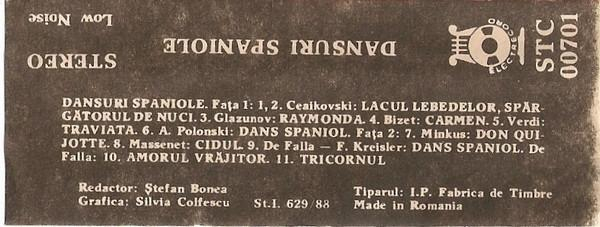 Low Noise
STEREO
DANSURI SPANIOLE
ELECTRECORD
STC
00701
DANSURI SPANIOLE. Fața 1: 1, 2. Ceaikovski: LACUL LEBEDELOR, SPĂR-
GĂTORUL DE NUCI. 3. Glazunov: RAYMONDA. 4. Bizet: CARMEN. 5. Verdi:
TRAVIATA. 6. A. Polonski: DANS SPANIOL. Fața 2: 7. Minkus: DON QUI-
JOTTE. 8. Massenet: CIDUL. 9. De Falla — F. Kreisler: DANS SPANIOL. De
Falla: 10. AMORUL VRĂJITOR. 11. TRICORNUL
Redactor: Ștefan Bonea
Grafica: Silvia Colfescu
St.I. 629/88
Tiparul: I.P. Fabrica de Timbre
Made in Romania